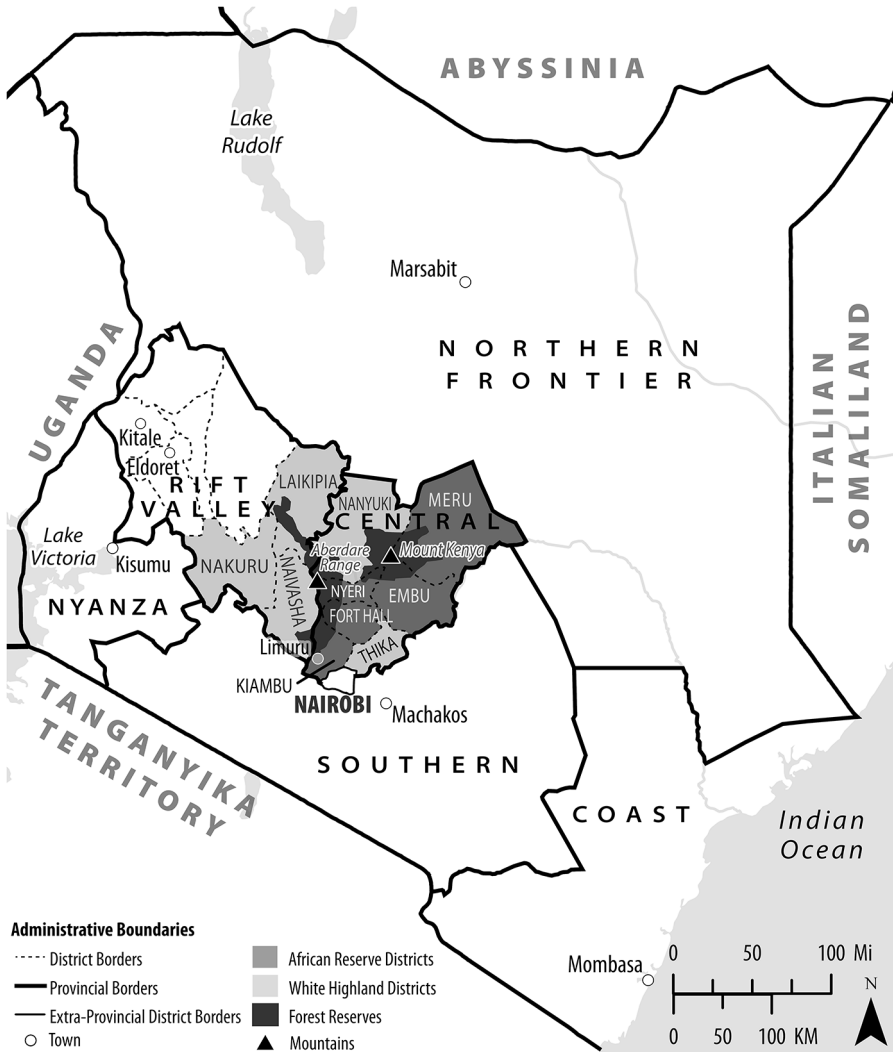 ABYSSINIA
Lake
Rudolf
Marsabit
NORTHERN
FRONTIER
UGANDA
ITALIAN
SOMALILAND
Kitale
Eldoret
RIFT
VALLEY
LAIKIPIA
NANYUKI
MERU
CENTRAL
Lake
Victoria
Kisumu
NYANZA
NAKURU
NAIVASHA
Aberdare
Range
Mount Kenya
NYERI
EMBU
FORT HALL
THIKA
Limuru
KIAMBU
NAIROBI
Machakos
TANGANYIKA
TERRITORY
SOUTHERN
COAST
Indian
Ocean
Mombasa
Administrative Boundaries
District Borders
Provincial Borders
Extra-Provincial District Borders
Town
African Reserve Districts
White Highland Districts
Forest Reserves
Mountains
0 50 100 Mi
0 50 100 KM
N